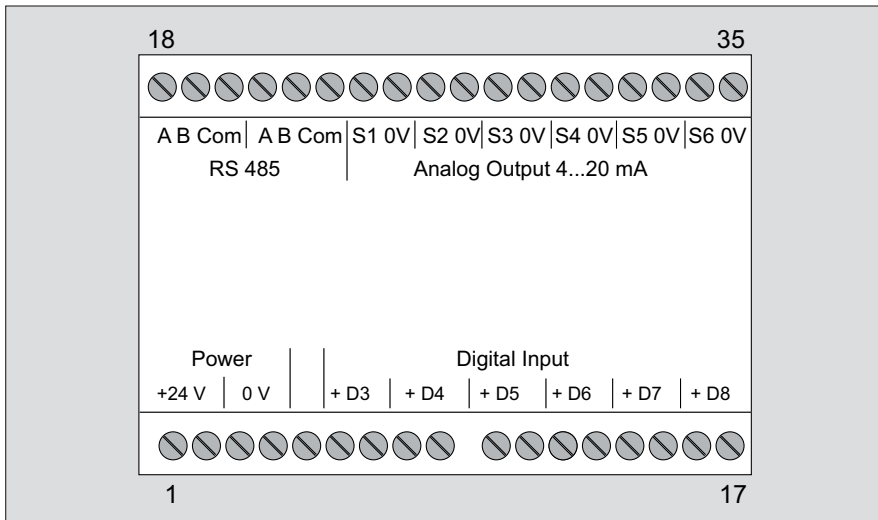 18 35
A B Com A B Com S1 0V S2 0V S3 0V S4 0V S5 0V S6 0V
RS 485 Analog Output 4...20 mA
Power Digital Input
+24 V 0 V + D3 + D4 + D5 + D6 + D7 + D8
1 17